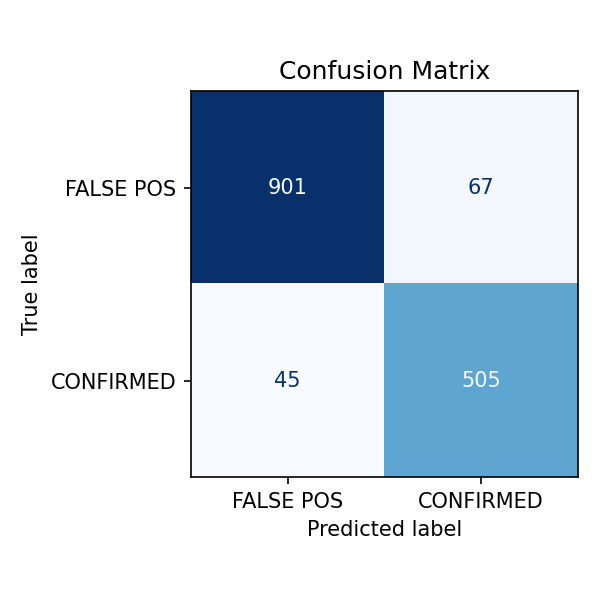 Confusion Matrix
True label
FALSE POS
901
67
CONFIRMED
45
505
FALSE POS
CONFIRMED
Predicted label